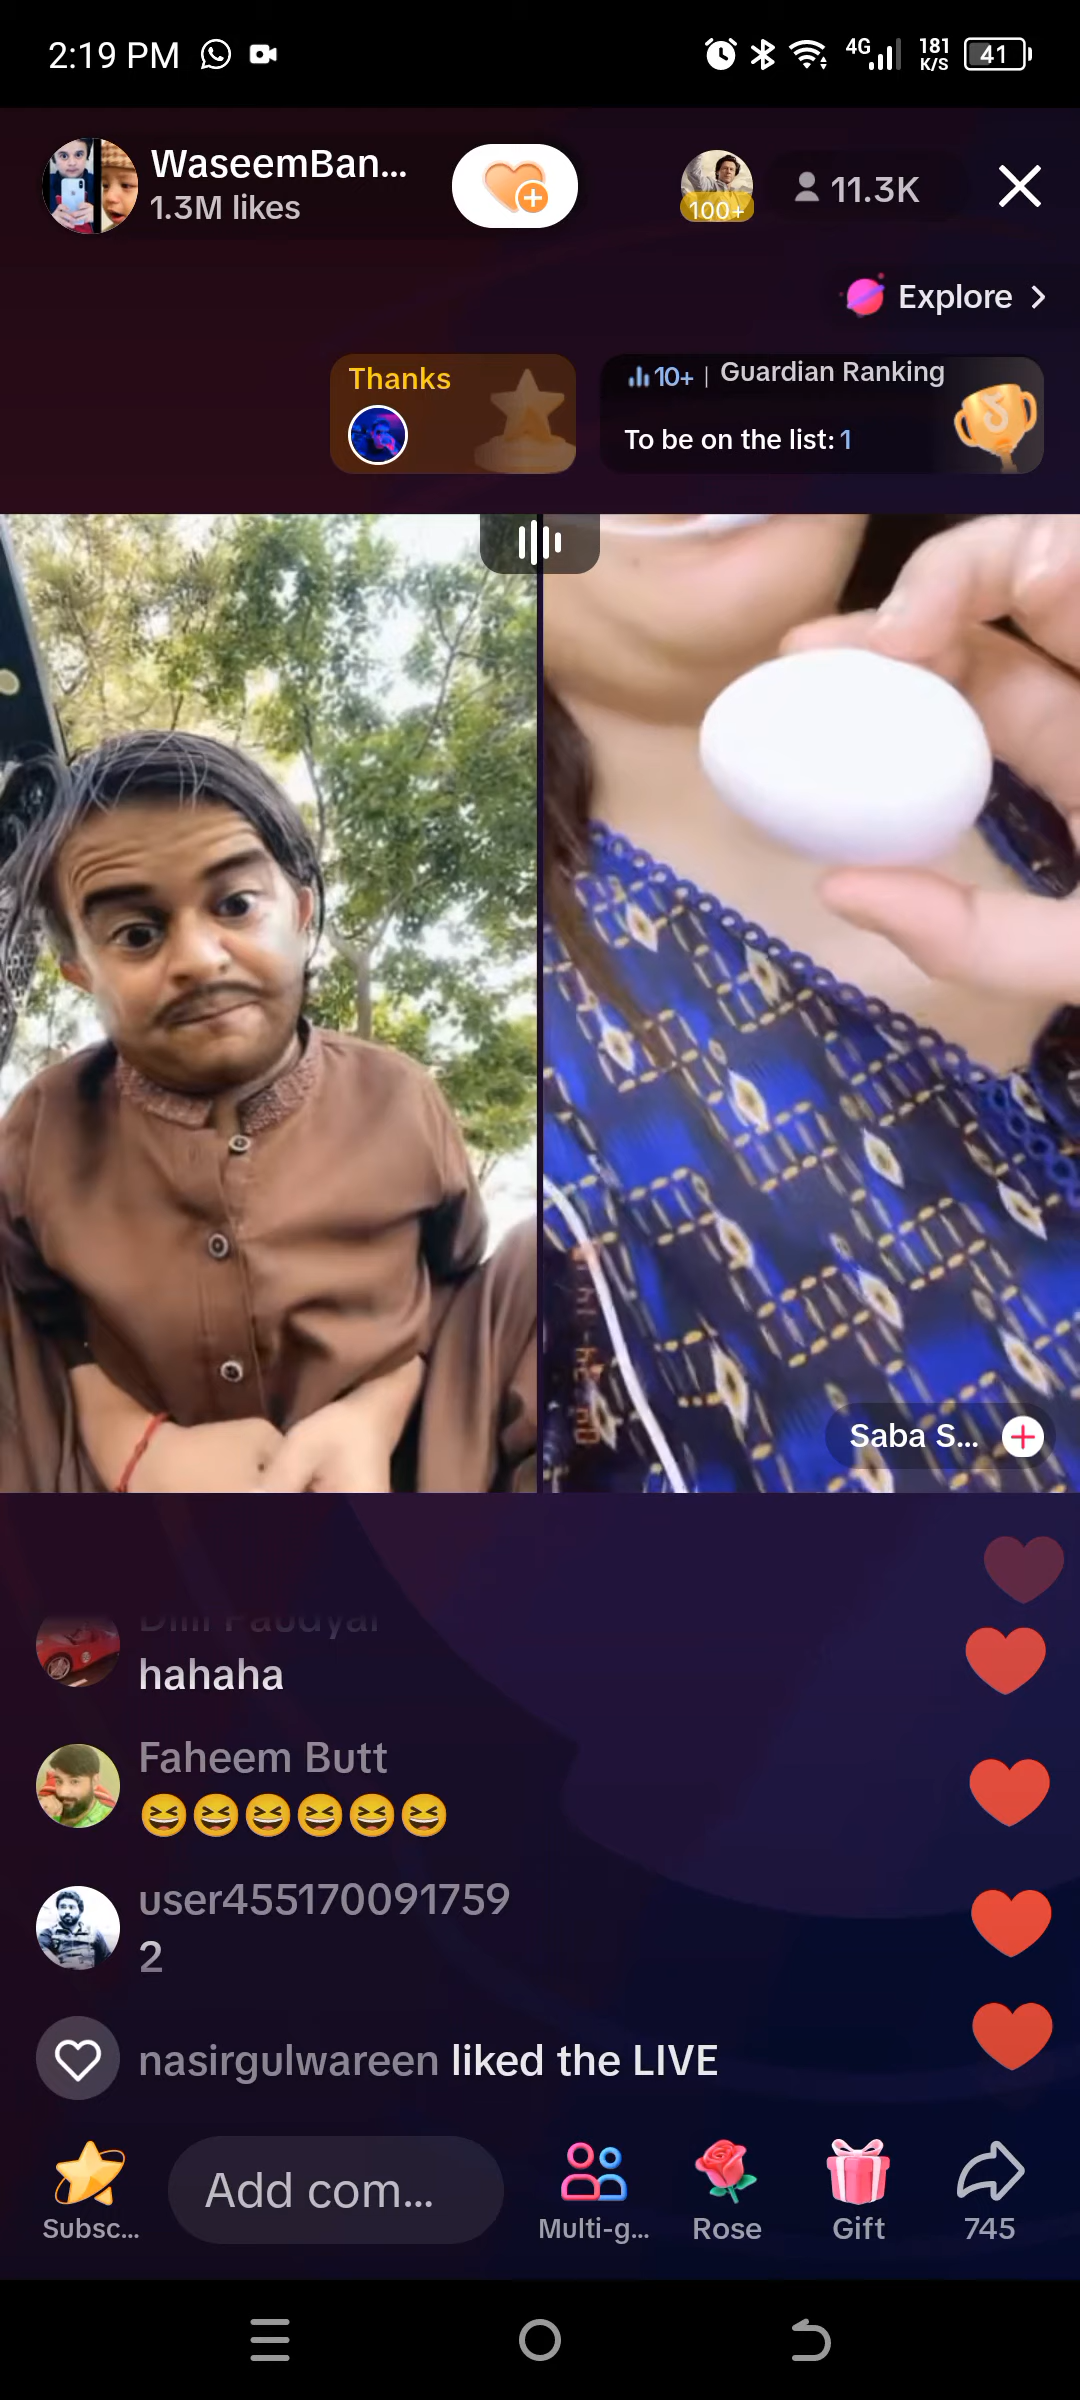 2:19 PM
4G
181
K/S
41
WaseemBan...
1.3M likes
100+
11.3K
Explore
Thanks
10+ | Guardian Ranking
To be on the list: 1
Saba S...
hahaha
Faheem Butt
😆😆😆😆😆😆
user455170091759
2
nasirgulwareen liked the LIVE
Subsc...
Add com...
Multi-g...
Rose
Gift
745